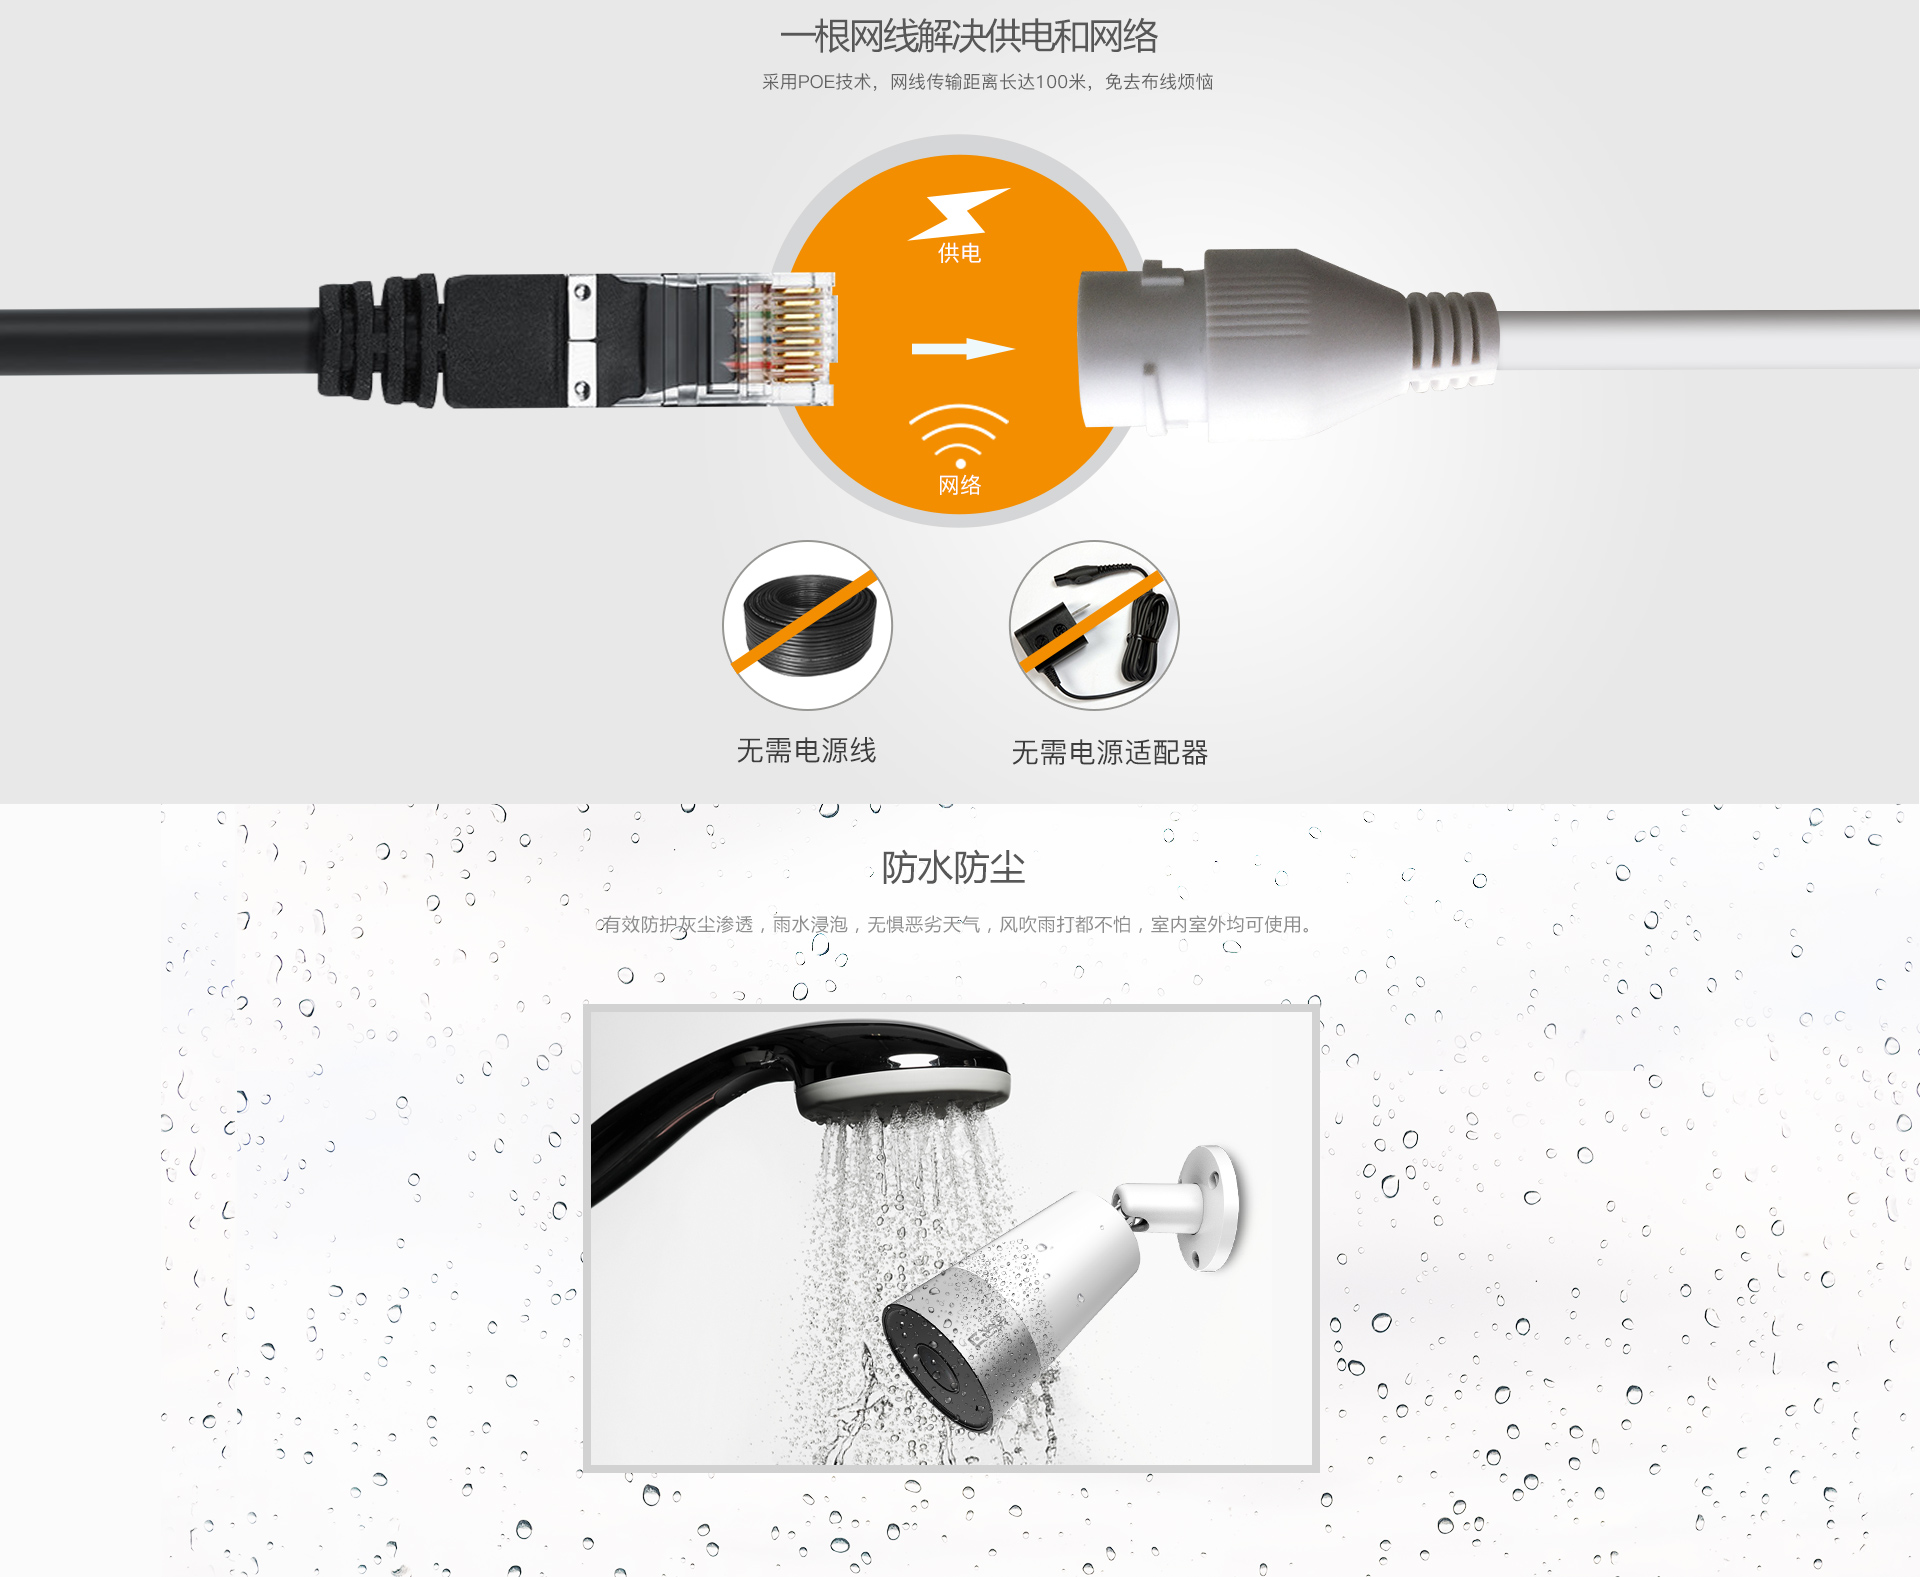 一根网线解决供电和网络
采用POE技术，网线传输距离长达100米，免去布线烦恼
供电
网络
无需电源线
无需电源适配器
防水防尘
有效防护灰尘渗透，雨水浸泡，无惧恶劣天气，风吹雨打都不怕，室内室外均可使用。